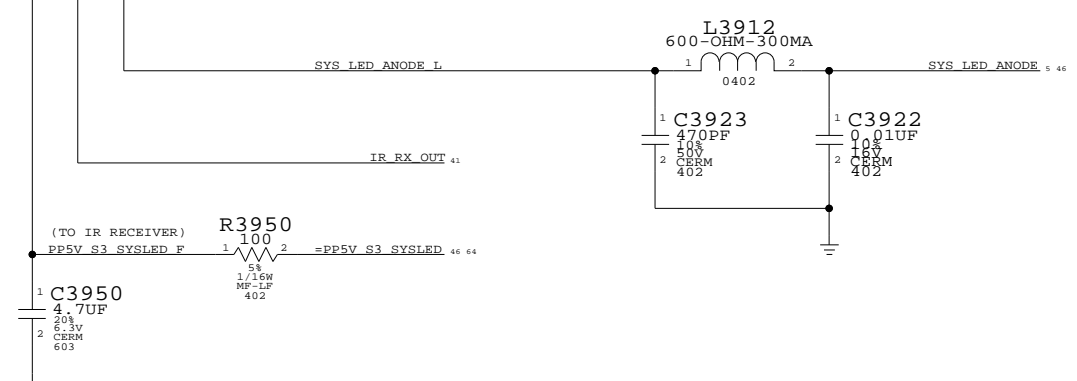 L3912
600-OHM-300MA
1 2
0402
SYS_LED_ANODE_L
SYS_LED_ANODE 5 46
1 C3923
470PF
10%
50V
2 CERM
402
1 C3922
0.01UF
10%
16V
2 CERM
402
IR_RX_OUT 41
(TO IR RECEIVER)
PP5V_S3_SYSLED_F
R3950
100
1 2
5%
1/16W
MF-LF
402
=PP5V_S3_SYSLED 46 64
1 C3950
4.7UF
20%
6.3V
2 CERM
603